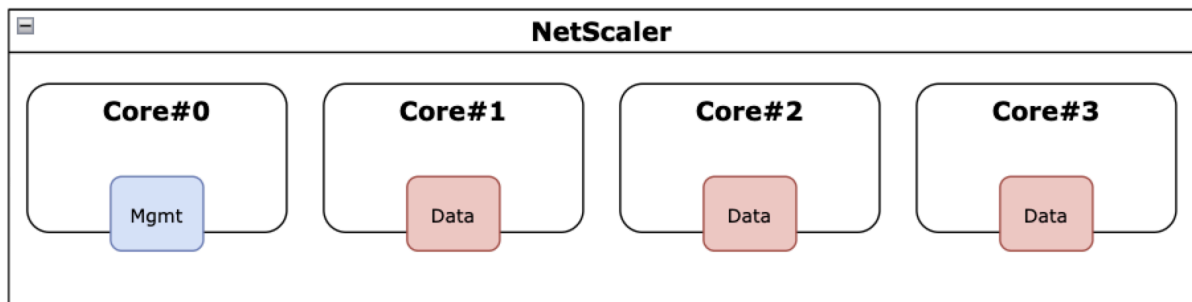 NetScaler
Core#0 Core#1 Core#2 Core#3
Mgmt Data Data Data